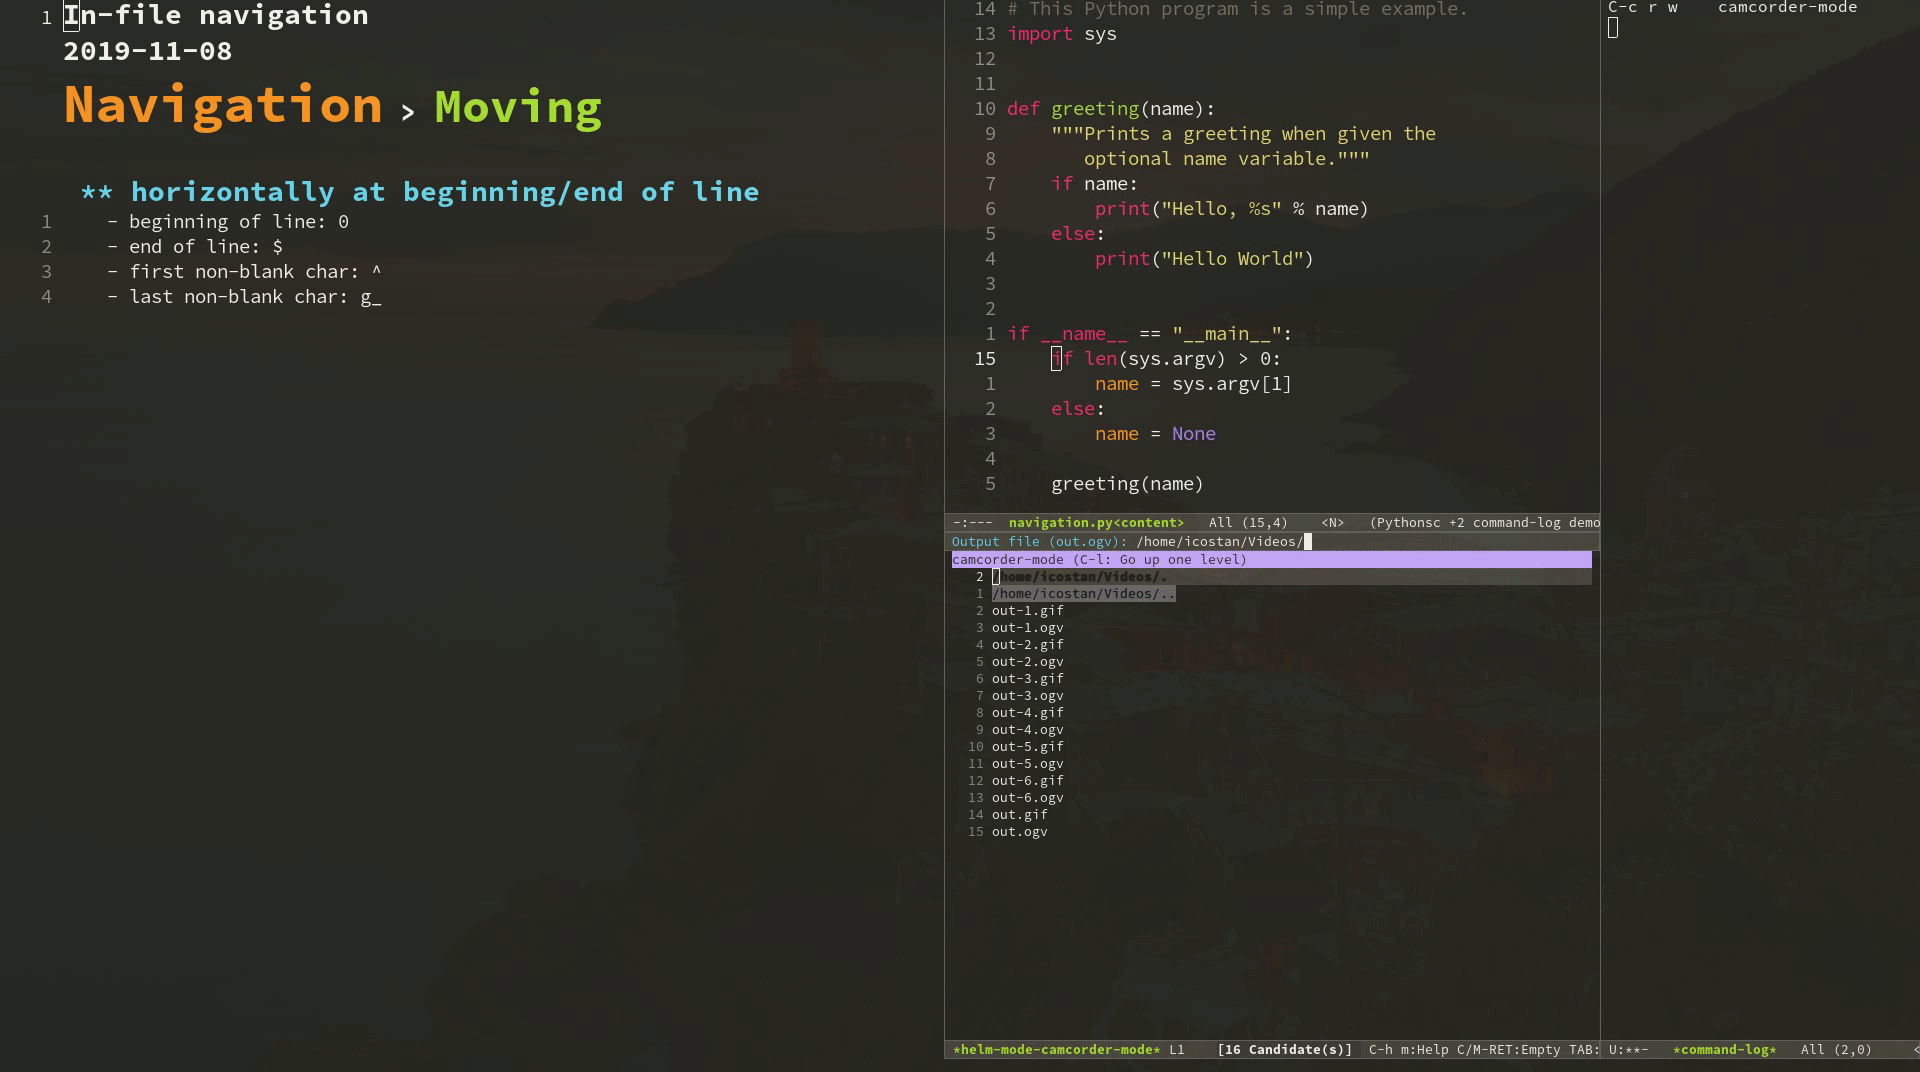 1 In-file navigation
2019-11-08
Navigation > Moving
** horizontally at beginning/end of line
1 - beginning of line: 0
2 - end of line: $
3 - first non-blank char: ^
4 - last non-blank char: g_
14 # This Python program is a simple example.
13 import sys
12
11
10 def greeting(name):
9 """Prints a greeting when given the
8 optional name variable."""
7 if name:
6 print("Hello, %s" % name)
5 else:
4 print("Hello World")
3
2
1 if __name__ == "__main__":
15 if len(sys.argv) > 0:
1 name = sys.argv[1]
2 else:
3 name = None
4
5 greeting(name)
-:--- navigation.py<content> All (15,4) <N> (Pythonsc +2 command-log demo
Output file (out.ogv): /home/icostan/Videos/
camcorder-mode (C-l: Go up one level)
2 /home/icostan/Videos/.
1 /home/icostan/Videos/..
2 out-1.gif
3 out-1.ogv
4 out-2.gif
5 out-2.ogv
6 out-3.gif
7 out-3.ogv
8 out-4.gif
9 out-4.ogv
10 out-5.gif
11 out-5.ogv
12 out-6.gif
13 out-6.ogv
14 out.gif
15 out.ogv
*helm-mode-camcorder-mode* L1 [16 Candidate(s)] C-h m:Help C/M-RET:Empty TAB:
C-c r w camcorder-mode
U:**- *command-log* All (2,0) <